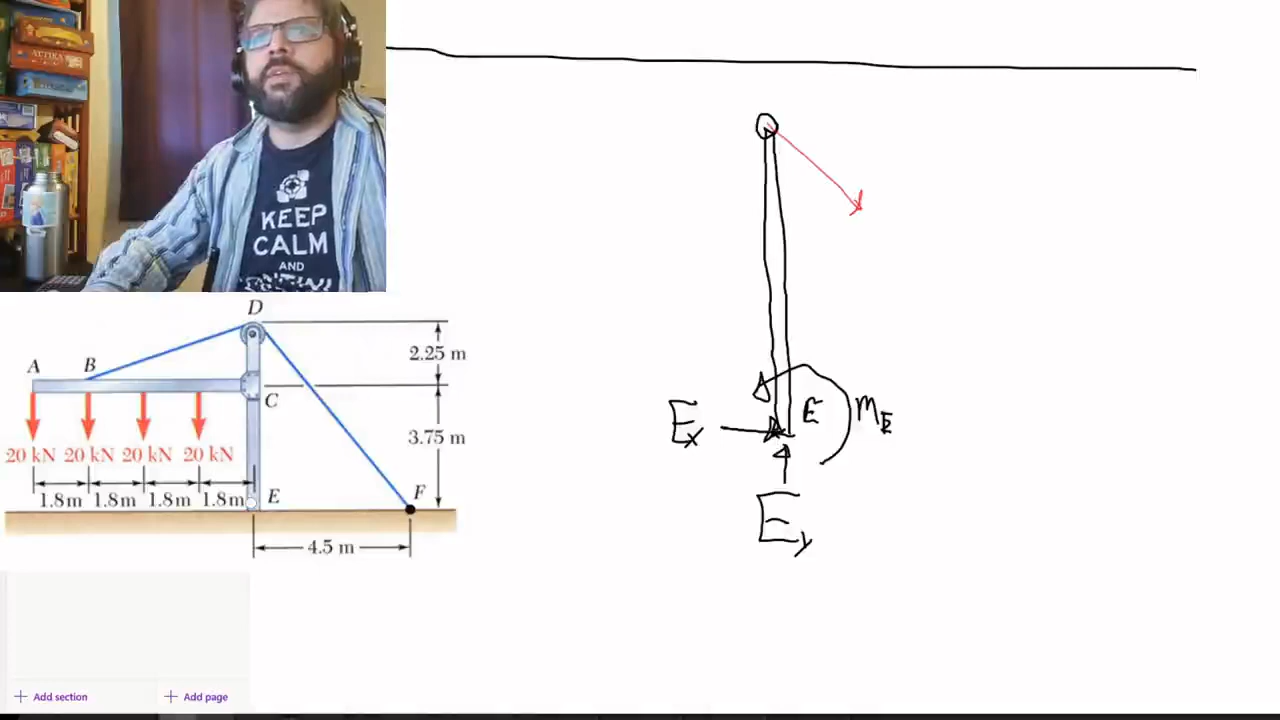 ATTIKA
KEEP
CALM
AND
D
2.25 m
A
B
C
3.75 m
20 kN 20 kN 20 kN 20 kN
1.8m 1.8m 1.8m 1.8m
E
F
4.5 m
E
Ex
ME
Ey
Add section
Add page